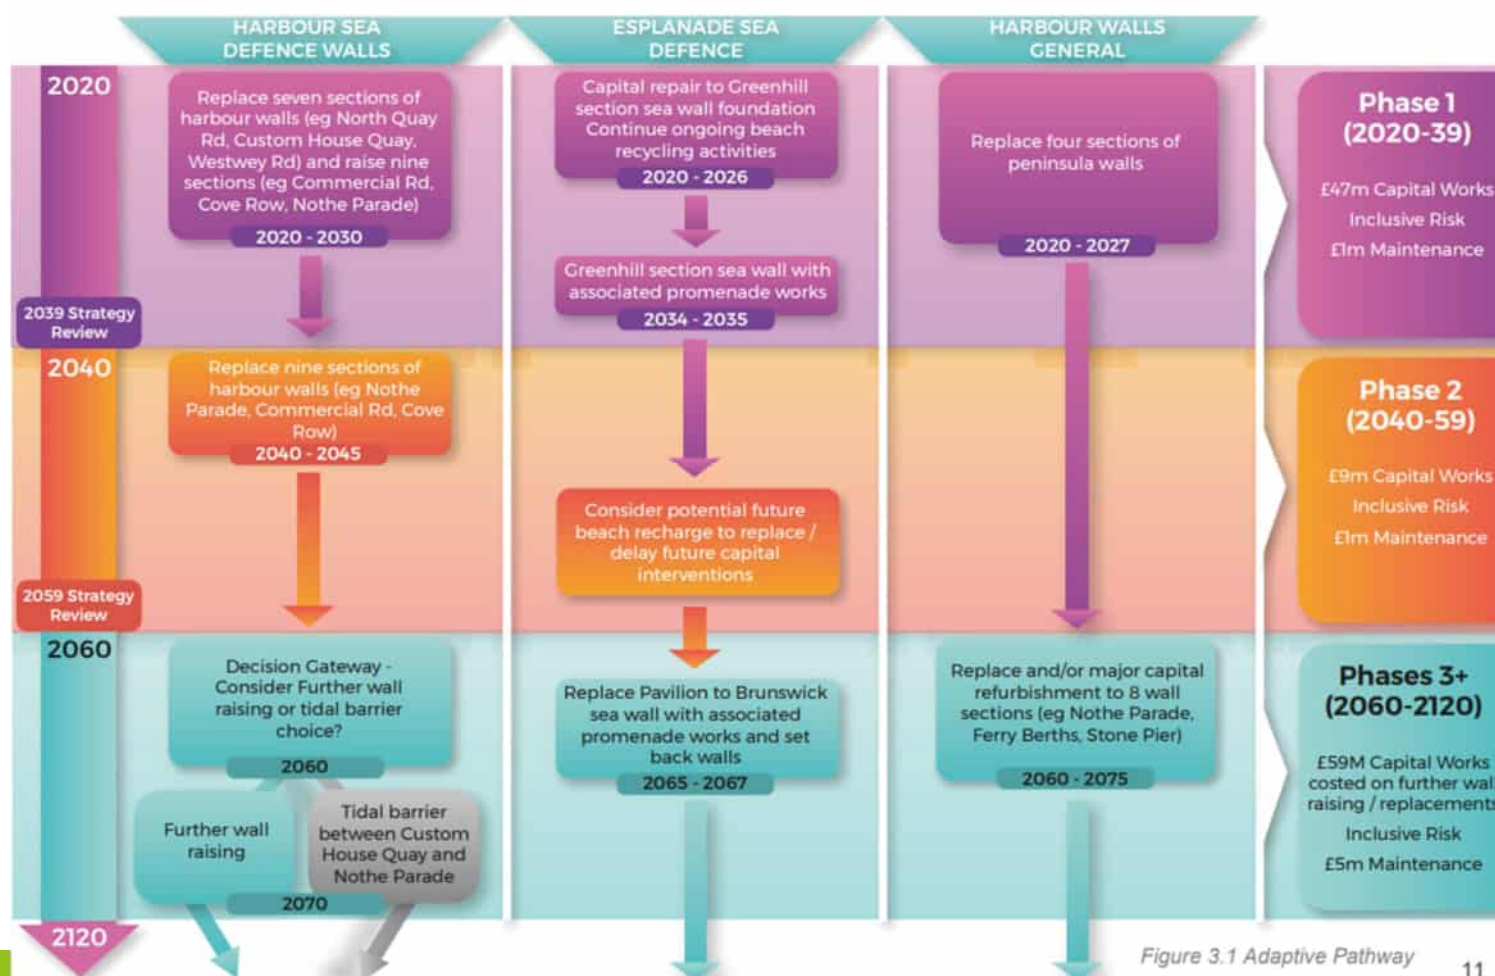 HARBOUR SEA
DEFENCE WALLS
ESPLANADE SEA
DEFENCE
HARBOUR WALLS
GENERAL
2020
Replace seven sections of
harbour walls (eg North Quay
Rd, Custom House Quay,
Westwey Rd) and raise nine
sections (eg Commercial Rd,
Cove Row, Nothe Parade)
2020 - 2030
Capital repair to Greenhill
section sea wall foundation
Continue ongoing beach
recycling activities
2020 - 2026
Greenhill section sea wall with
associated promenade works
2034 - 2035
Replace four sections of
peninsula walls
2020 - 2027
Phase 1
(2020-39)
£47m Capital Works
Inclusive Risk
£1m Maintenance
2039 Strategy
Review
2040
Replace nine sections of
harbour walls (eg Nothe
Parade, Commercial Rd, Cove
Row)
2040 - 2045
Consider potential future
beach recharge to replace /
delay future capital
interventions
Phase 2
(2040-59)
£9m Capital Works
Inclusive Risk
£1m Maintenance
2059 Strategy
Review
2060
Decision Gateway -
Consider Further wall
raising or tidal barrier
choice?
2060
Further wall
raising
Tidal barrier
between Custom
House Quay and
Nothe Parade
2070
Replace Pavilion to Brunswick
sea wall with associated
promenade works and set
back walls
2065 - 2067
Replace and/or major capital
refurbishment to 8 wall
sections (eg Nothe Parade,
Ferry Berths, Stone Pier)
2060 - 2075
Phases 3+
(2060-2120)
£59M Capital Works
costed on further wall
raising / replacements
Inclusive Risk
£5m Maintenance
2120
Figure 3.1 Adaptive Pathway
11